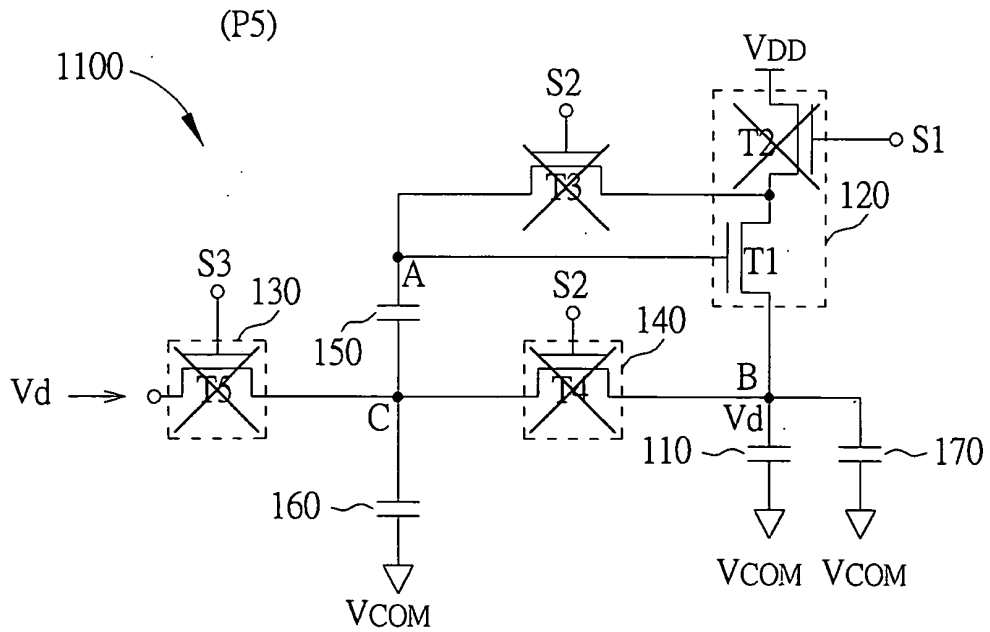 (P5)
1100
VDD
S2
T2
S1
T3
120
T1
A
S3
130
S2
150
140
Vd
T5
C
T4
B
Vd
110
170
160
VCOM
VCOM
VCOM